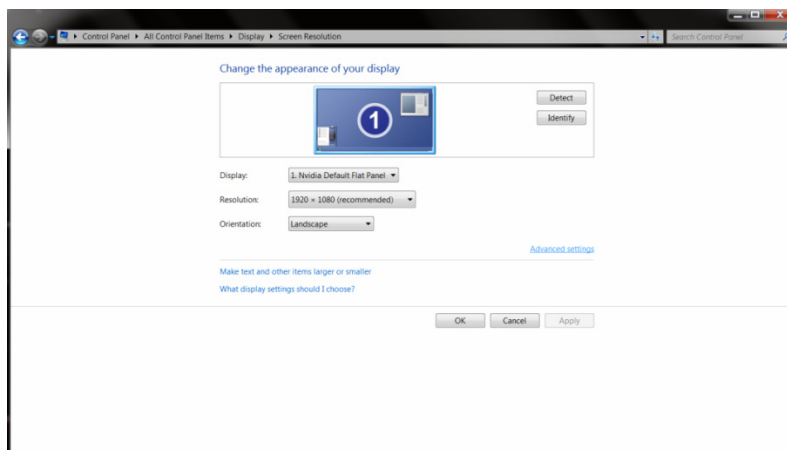 Control Panel ▸ All Control Panel Items ▸ Display ▸ Screen Resolution
Search Control Panel
Change the appearance of your display
1
Detect
Identify
Display: 1. Nvidia Default Flat Panel
Resolution: 1920 × 1080 (recommended)
Orientation: Landscape
Advanced settings
Make text and other items larger or smaller
What display settings should I choose?
OK Cancel Apply